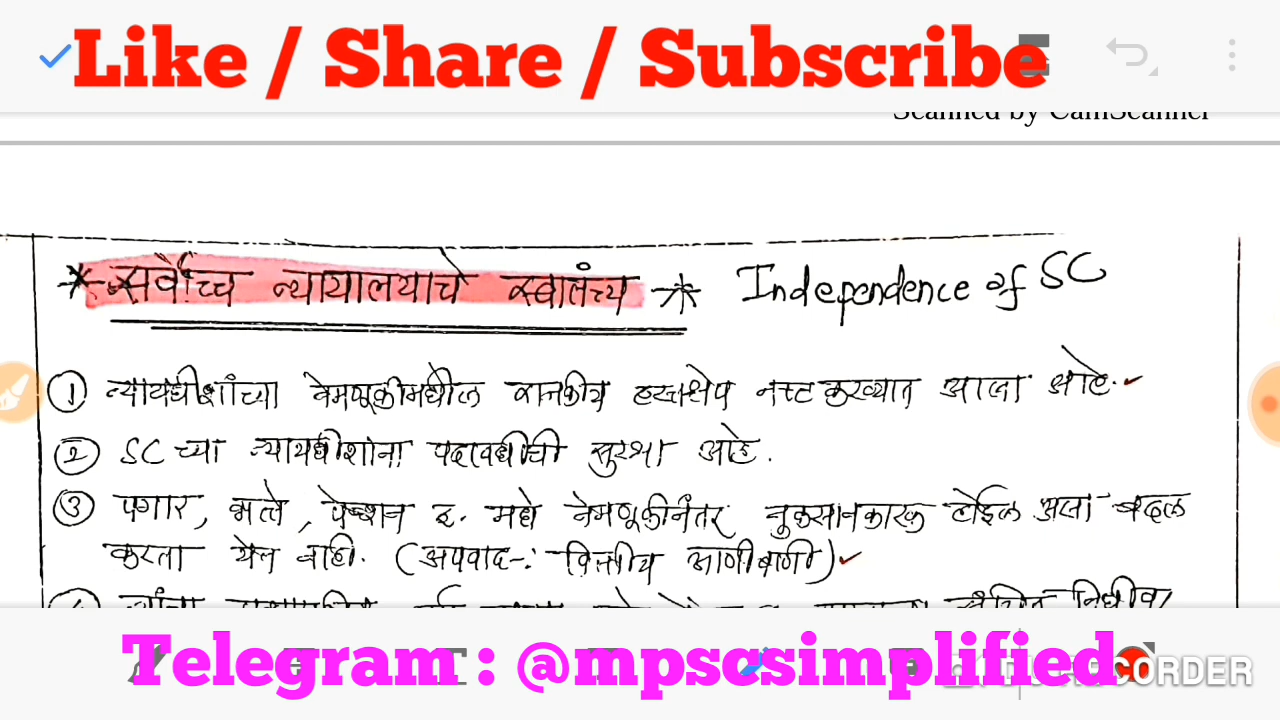 Like / Share / Subscribe
Scanned by CamScanner
* सर्वोच्च न्यायालयाचे स्वातंत्र्य * Independence of SC
① न्यायधीशांच्या नेमणूकीमधील राजकीय हस्तक्षेप नष्ट करण्यात आला आहे.
② SC च्या न्यायधीशांना पदावधीची सुरक्षा आहे.
③ पगार, भत्ते, पेन्शन इ. मधे नेमणूकीनंतर नुकसानकारक होईल असा बदल
करता येत नाही. (अपवाद-: वित्तीय आणीबाणी)
④ त्यांना
Telegram : @mpscsimplified
RECORDER